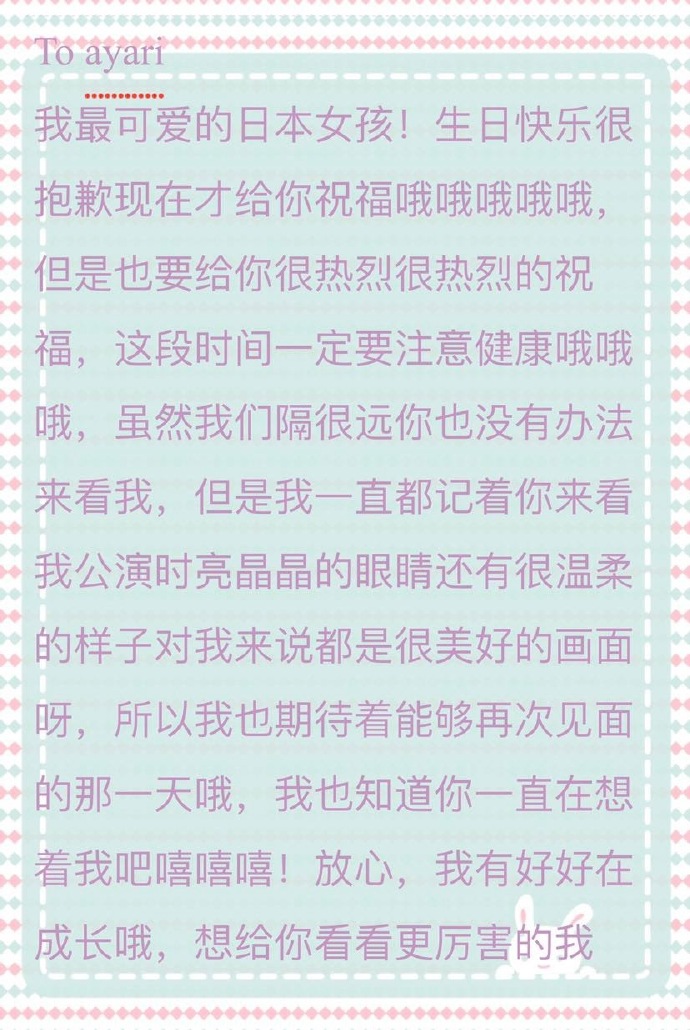 To ayari
我最可爱的日本女孩！生日快乐很
抱歉现在才给你祝福哦哦哦哦哦，
但是也要给你很热烈很热烈的祝
福，这段时间一定要注意健康哦哦
哦，虽然我们隔很远你也没有办法
来看我，但是我一直都记着你来看
我公演时亮晶晶的眼睛还有很温柔
的样子对我来说都是很美好的画面
呀，所以我也期待着能够再次见面
的那一天哦，我也知道你一直在想
着我吧嘻嘻嘻！放心，我有好好在
成长哦，想给你看看更厉害的我